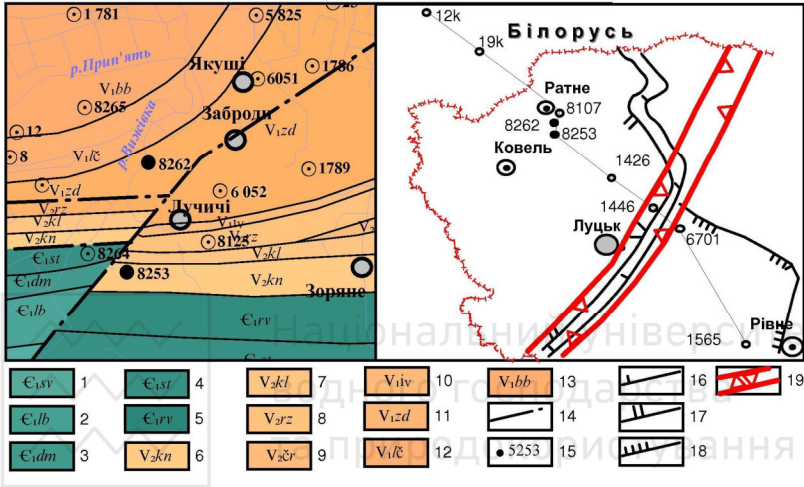 1 781
5 825
25
р.Прип'ять
Якуші
6051
1786
V₁bb
8265
Заброди
V₁zd
12
р.Вижівка
V₁lč
8
8262
1789
V₁zd
6 052
V₂rz
Лучичі
V₁iv
V₂kl
V₂rz
V₂kn
8125
V₂kl
8264
Є₁st
8253
V₂kn
Є₁dm
Зоряне
Є₁lb
Є₁rv
12k
Білорусь
19k
Ратне
8107
8262
8253
Ковель
1426
1446
Луцьк
6701
1565
Рівне
Національний універси
водного господарства
та природокористування
Є₁sv 1
Є₁st 4
V₂kl 7
V₁iv 10
V₁bb 13
16
19
Є₁lb 2
Є₁rv 5
V₂rz 8
V₁zd 11
14
17
Є₁dm 3
V₂kn 6
V₂čr 9
V₁lč 12
5253 15
18